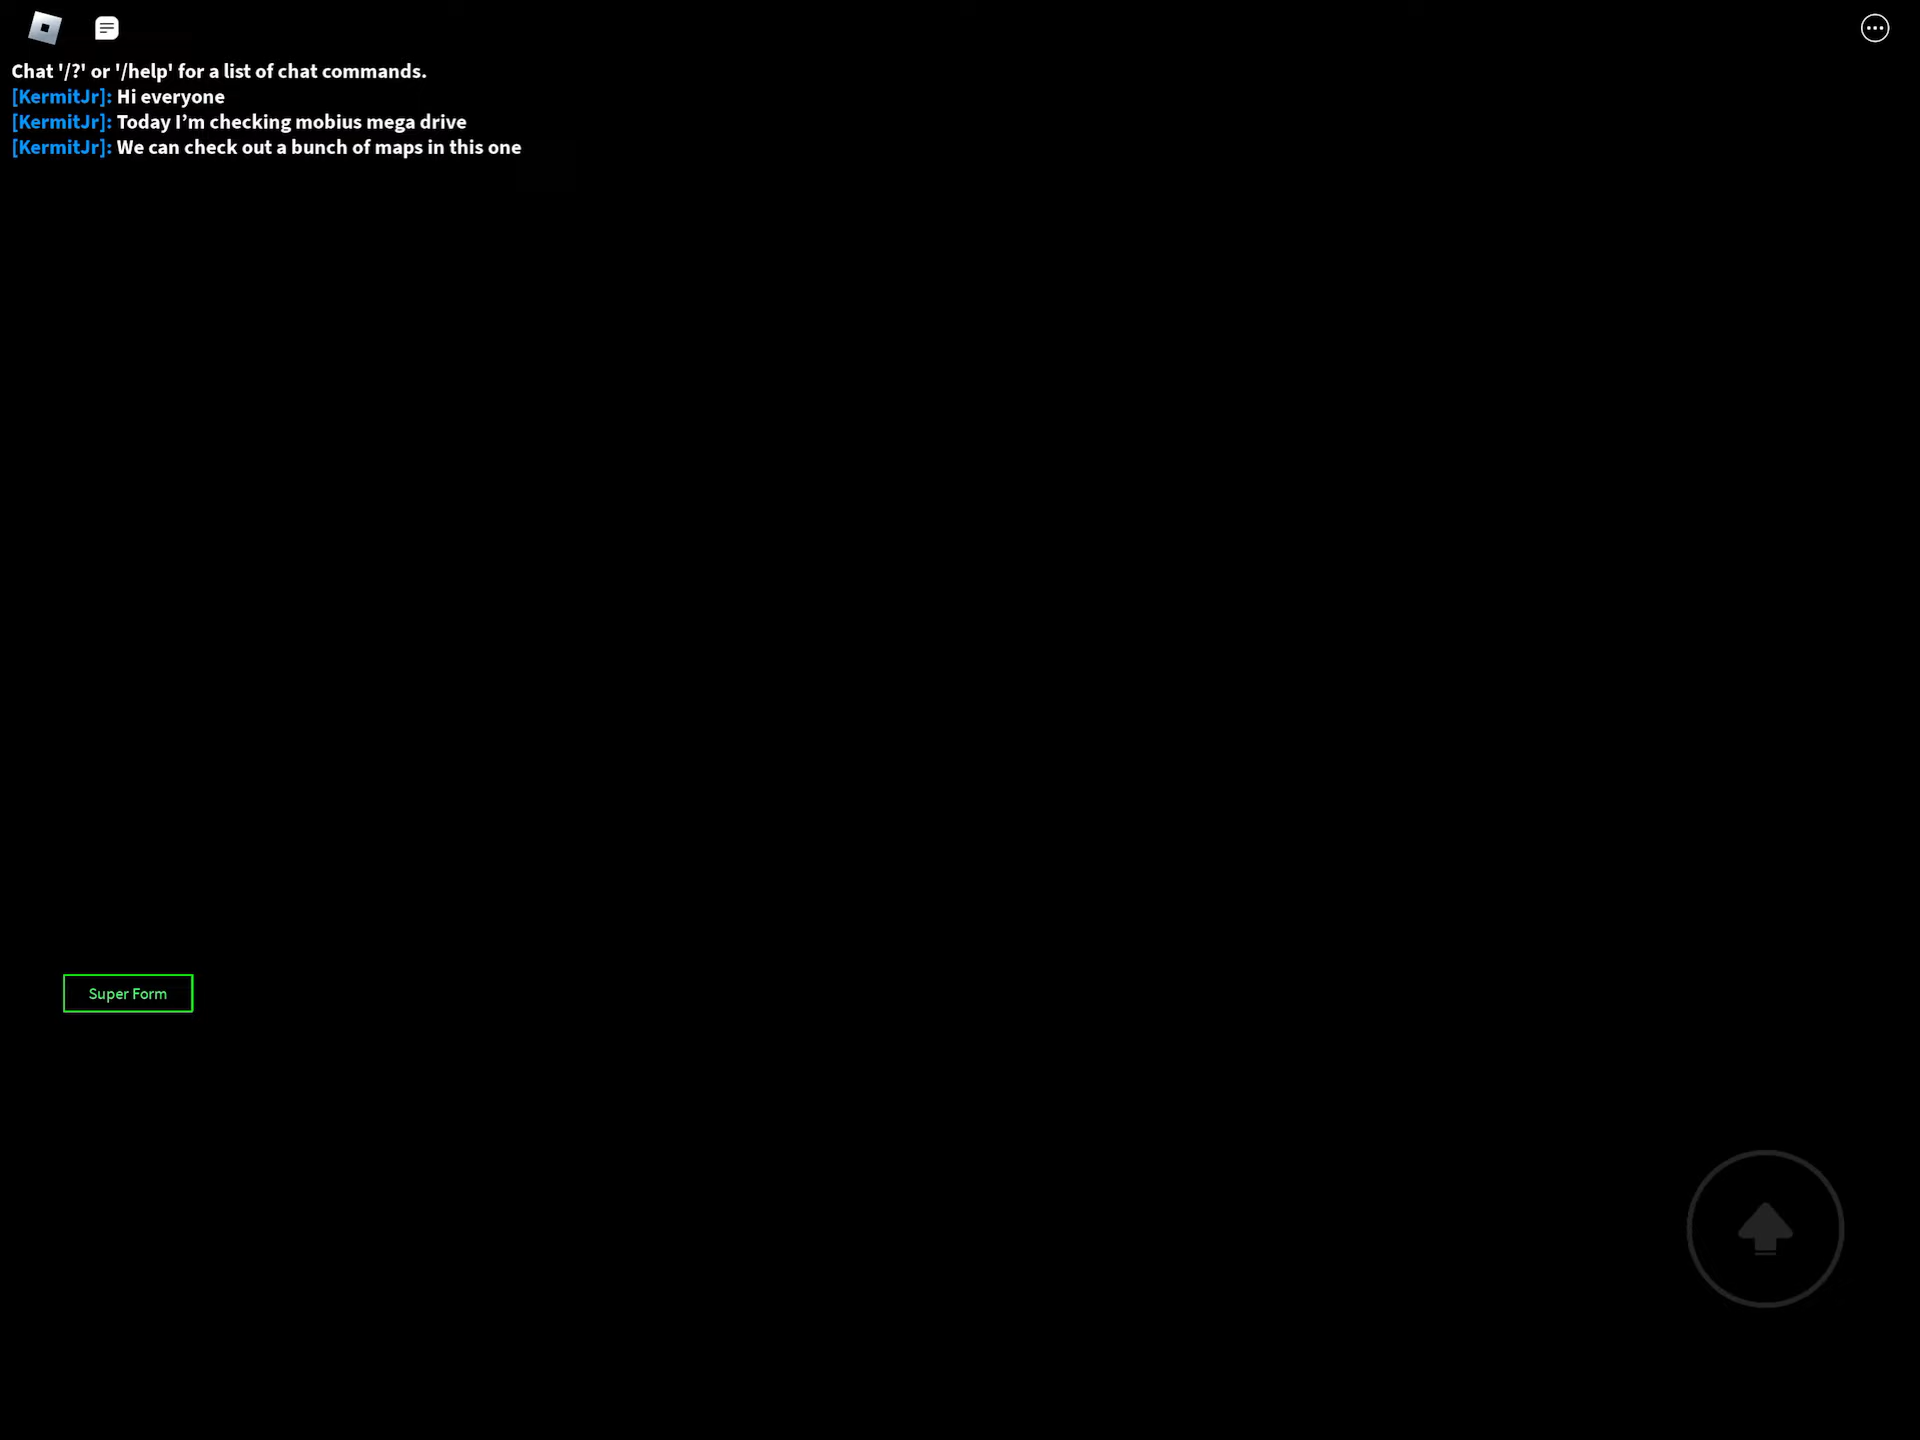 Chat '/?' or '/help' for a list of chat commands.
[KermitJr]: Hi everyone
[KermitJr]: Today I’m checking mobius mega drive
[KermitJr]: We can check out a bunch of maps in this one
Super Form